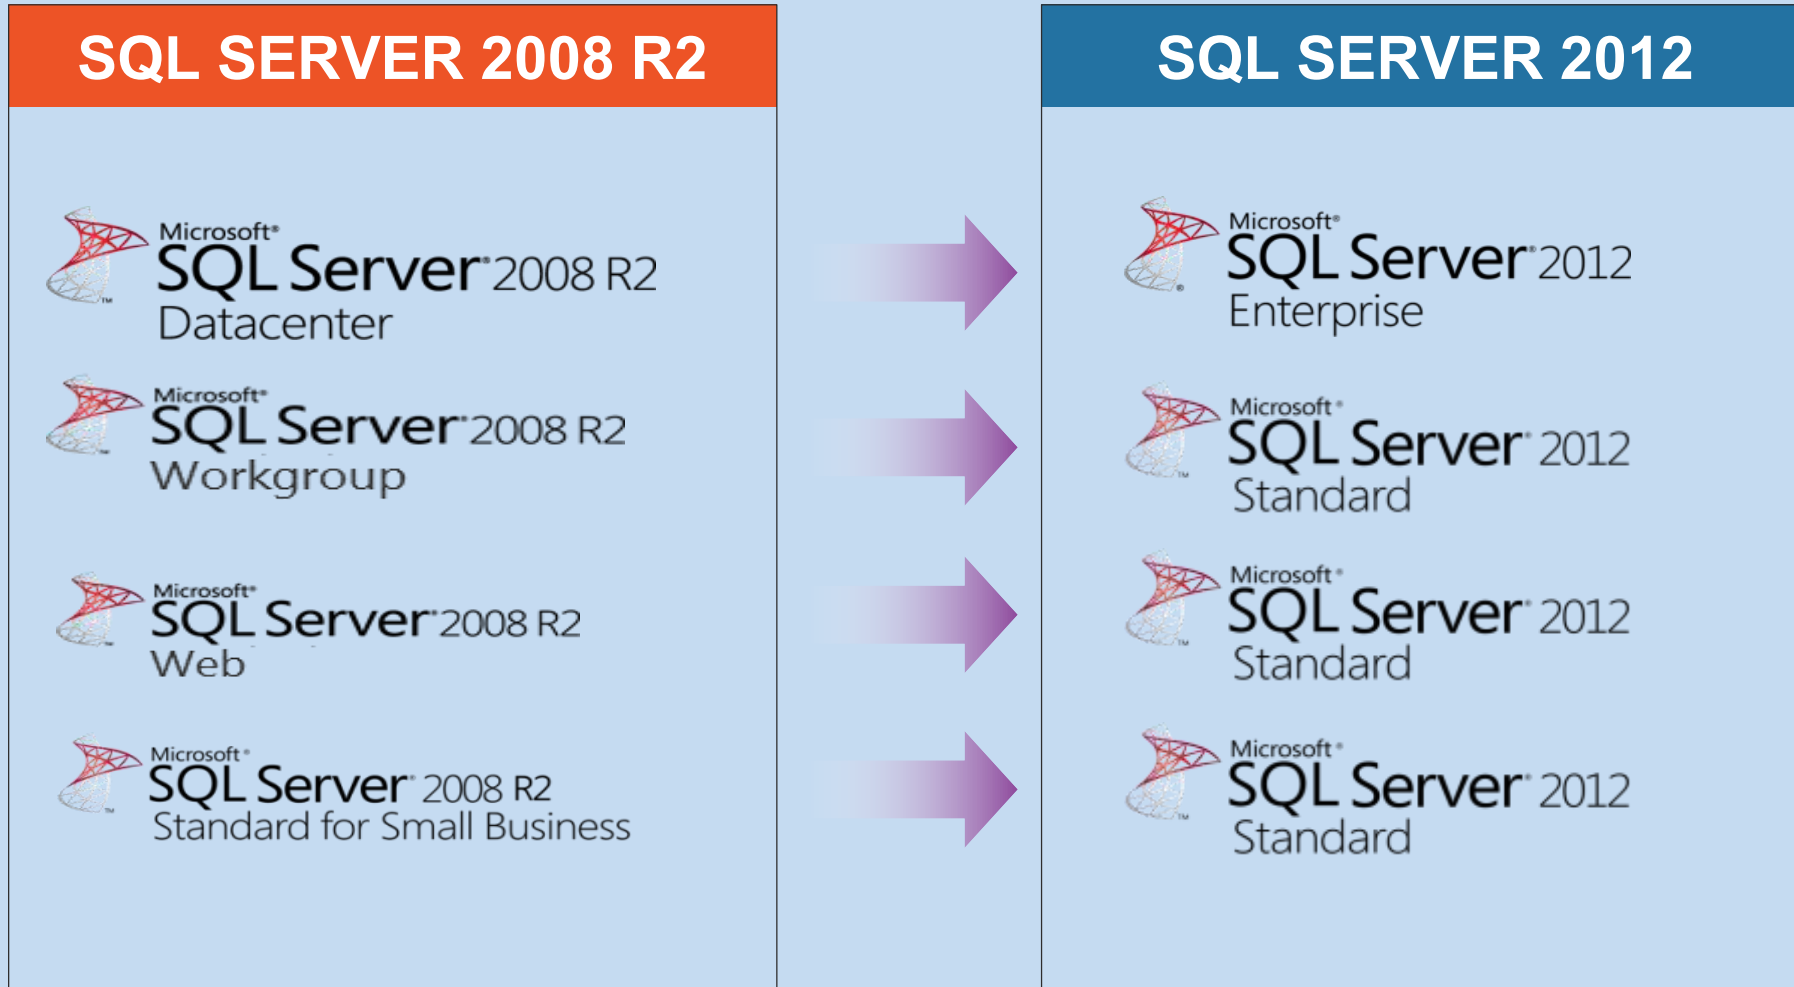 SQL SERVER 2008 R2
Microsoft®
SQL Server® 2008 R2
Datacenter
Microsoft®
SQL Server® 2008 R2
Workgroup
Microsoft®
SQL Server® 2008 R2
Web
Microsoft®
SQL Server® 2008 R2
Standard for Small Business
SQL SERVER 2012
Microsoft®
SQL Server® 2012
Enterprise
Microsoft®
SQL Server® 2012
Standard
Microsoft®
SQL Server® 2012
Standard
Microsoft®
SQL Server® 2012
Standard